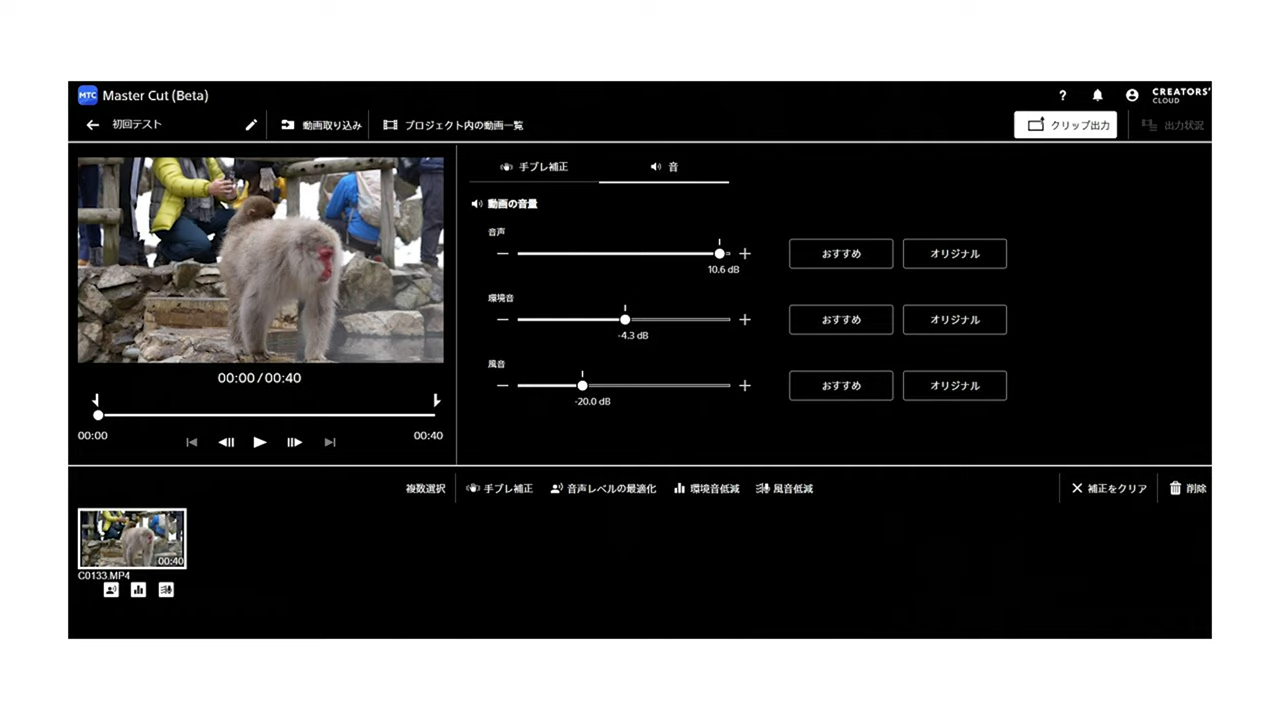 MTC Master Cut (Beta)
? CREATORS' CLOUD
初回テスト 動画取り込み プロジェクト内の動画一覧 クリップ出力 出力状況
手ブレ補正 音
動画の音量
音声
10.6 dB
おすすめ オリジナル
環境音
-4.3 dB
おすすめ オリジナル
風音
-20.0 dB
おすすめ オリジナル
00:00/00:40
00:00 00:40
複数選択 手ブレ補正 音声レベルの最適化 環境音低減 風音低減 補正をクリア 削除
00:40
C0133.MP4